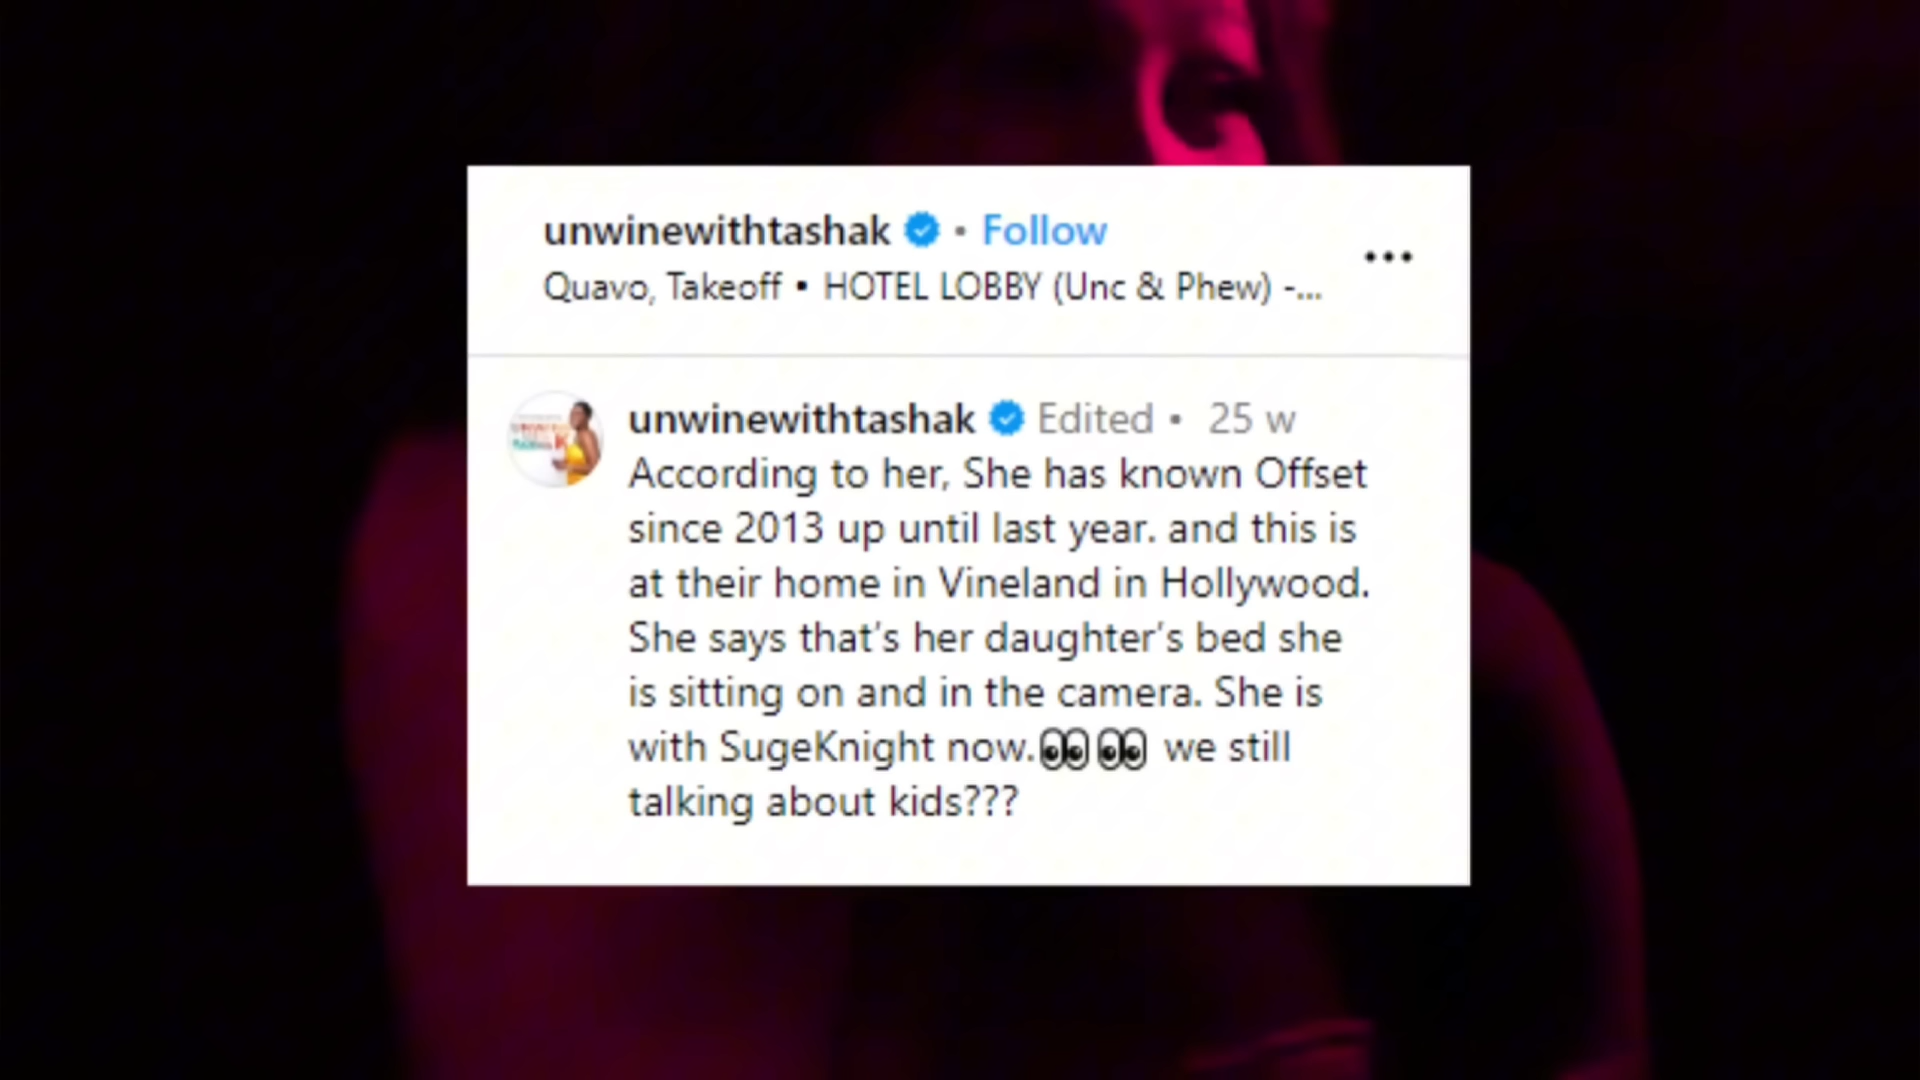 unwinewithtashak • Follow
Quavo, Takeoff • HOTEL LOBBY (Unc & Phew) -...
unwinewithtashak Edited • 25 w
According to her, She has known Offset
since 2013 up until last year. and this is
at their home in Vineland in Hollywood.
She says that's her daughter's bed she
is sitting on and in the camera. She is
with SugeKnight now.👀👀 we still
talking about kids???